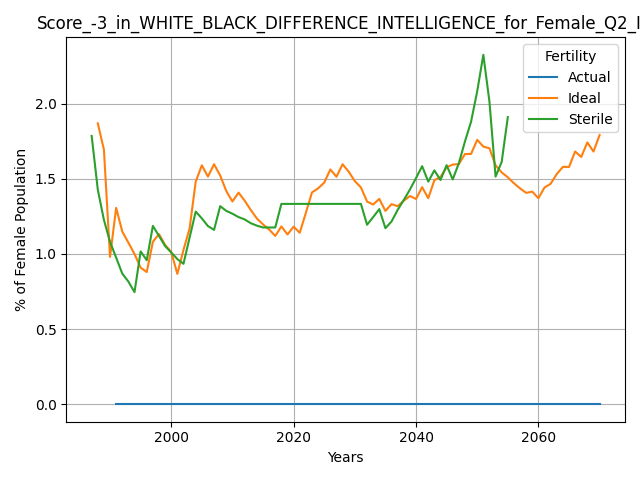 Score_-3_in_WHITE_BLACK_DIFFERENCE_INTELLIGENCE_for_Female_Q2_I
Fertility
Actual
Ideal
Sterile
% of Female Population
2.0
1.5
1.0
0.5
0.0
2000 2020 2040 2060
Years